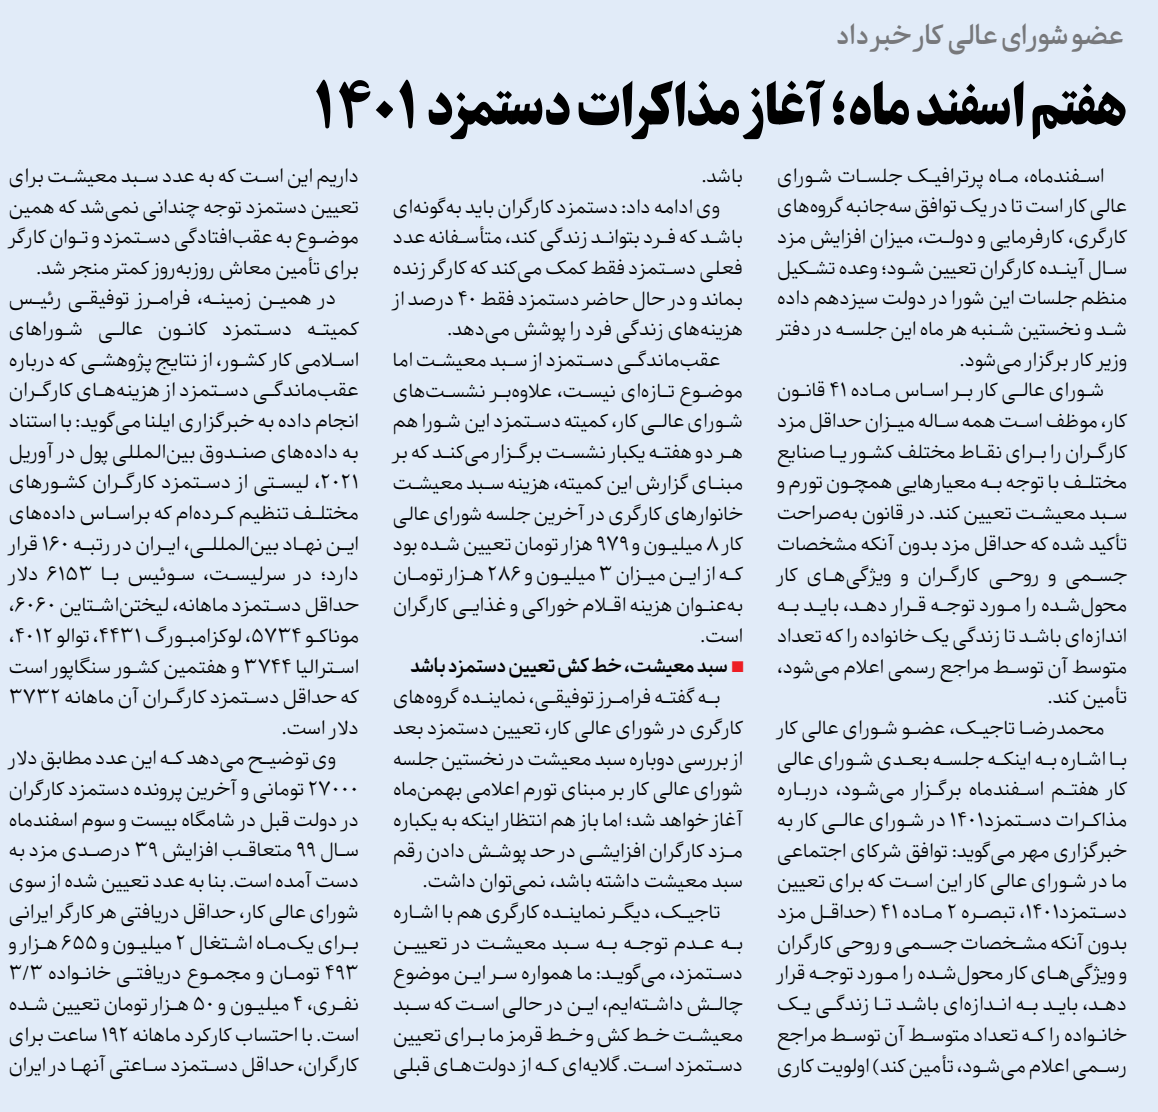 عضو شورای عالی کار خبر داد
هفتم اسفند ماه؛ آغاز مذاکرات دستمزد ۱۴۰۱
اسفندماه، ماه پرترافیک جلسات شورای
عالی کار است تا در یک توافق سه‌جانبه گروه‌های
کارگری، کارفرمایی و دولت، میزان افزایش مزد
سال آینده کارگران تعیین شود؛ وعده تشکیل
منظم جلسات این شورا در دولت سیزدهم داده
شد و نخستین شنبه هر ماه این جلسه در دفتر
وزیر کار برگزار می‌شود.
شورای عالی کار بر اساس ماده ۴۱ قانون
کار، موظف است همه ساله میزان حداقل مزد
کارگران را برای نقاط مختلف کشور یا صنایع
مختلف با توجه به معیارهایی همچون تورم و
سبد معیشت تعیین کند. در قانون به‌صراحت
تأکید شده که حداقل مزد بدون آنکه مشخصات
جسمی و روحی کارگران و ویژگی‌های کار
محول‌شده را مورد توجه قرار دهد، باید به
اندازه‌ای باشد تا زندگی یک خانواده را که تعداد
متوسط آن توسط مراجع رسمی اعلام می‌شود،
تأمین کند.
محمدرضا تاجیک، عضو شورای عالی کار
با اشاره به اینکه جلسه بعدی شورای عالی
کار هفتم اسفندماه برگزار می‌شود، درباره
مذاکرات دستمزد۱۴۰۱ در شورای عالی کار به
خبرگزاری مهر می‌گوید: توافق شرکای اجتماعی
ما در شورای عالی کار این است که برای تعیین
دستمزد۱۴۰۱، تبصره ۲ ماده ۴۱ (حداقل مزد
بدون آنکه مشخصات جسمی و روحی کارگران
و ویژگی‌های کار محول‌شده را مورد توجه قرار
دهد، باید به اندازه‌ای باشد تا زندگی یک
خانواده را که تعداد متوسط آن توسط مراجع
رسمی اعلام می‌شود، تأمین کند) اولویت کاری
باشد.
وی ادامه داد: دستمزد کارگران باید به‌گونه‌ای
باشد که فرد بتواند زندگی کند، متأسفانه عدد
فعلی دستمزد فقط کمک می‌کند که کارگر زنده
بماند و در حال حاضر دستمزد فقط ۴۰ درصد از
هزینه‌های زندگی فرد را پوشش می‌دهد.
عقب‌ماندگی دستمزد از سبد معیشت اما
موضوع تازه‌ای نیست، علاوه‌بر نشست‌های
شورای عالی کار، کمیته دستمزد این شورا هم
هر دو هفته یکبار نشست برگزار می‌کند که بر
مبنای گزارش این کمیته، هزینه سبد معیشت
خانوارهای کارگری در آخرین جلسه شورای عالی
کار ۸ میلیون و ۹۷۹ هزار تومان تعیین شده بود
که از این میزان ۳ میلیون و ۲۸۶ هزار تومان
به‌عنوان هزینه اقلام خوراکی و غذایی کارگران
است.
■ سبد معیشت، خط کش تعیین دستمزد باشد
به گفته فرامرز توفیقی، نماینده گروه‌های
کارگری در شورای عالی کار، تعیین دستمزد بعد
از بررسی دوباره سبد معیشت در نخستین جلسه
شورای عالی کار بر مبنای تورم اعلامی بهمن‌ماه
آغاز خواهد شد؛ اما باز هم انتظار اینکه به یکباره
مزد کارگران افزایشی در حد پوشش دادن رقم
سبد معیشت داشته باشد، نمی‌توان داشت.
تاجیک، دیگر نماینده کارگری هم با اشاره
به عدم توجه به سبد معیشت در تعیین
دستمزد، می‌گوید: ما همواره سر این موضوع
چالش داشته‌ایم، این در حالی است که سبد
معیشت خط کش و خط قرمز ما برای تعیین
دستمزد است. گلایه‌ای که از دولت‌های قبلی
داریم این است که به عدد سبد معیشت برای
تعیین دستمزد توجه چندانی نمی‌شد که همین
موضوع به عقب‌افتادگی دستمزد و توان کارگر
برای تأمین معاش روزبه‌روز کمتر منجر شد.
در همین زمینه، فرامرز توفیقی رئیس
کمیته دستمزد کانون عالی شوراهای
اسلامی کار کشور، از نتایج پژوهشی که درباره
عقب‌ماندگی دستمزد از هزینه‌های کارگران
انجام داده به خبرگزاری ایلنا می‌گوید: با استناد
به داده‌های صندوق بین‌المللی پول در آوریل
۲۰۲۱، لیستی از دستمزد کارگران کشورهای
مختلف تنظیم کرده‌ام که براساس داده‌های
این نهاد بین‌المللی، ایران در رتبه ۱۶۰ قرار
دارد؛ در سرلیست، سوئیس با ۶۱۵۳ دلار
حداقل دستمزد ماهانه، لیختن‌اشتاین ۶۰۶۰،
موناکو ۵۷۳۴، لوکزامبورگ ۴۴۳۱، توالو ۴۰۱۲،
استرالیا ۳۷۴۴ و هفتمین کشور سنگاپور است
که حداقل دستمزد کارگران آن ماهانه ۳۷۳۲
دلار است.
وی توضیح می‌دهد که این عدد مطابق دلار
۲۷۰۰۰ تومانی و آخرین پرونده دستمزد کارگران
در دولت قبل در شامگاه بیست و سوم اسفندماه
سال ۹۹ متعاقب افزایش ۳۹ درصدی مزد به
دست آمده است. بنا به عدد تعیین شده از سوی
شورای عالی کار، حداقل دریافتی هر کارگر ایرانی
برای یک‌ماه اشتغال ۲ میلیون و ۶۵۵ هزار و
۴۹۳ تومان و مجموع دریافتی خانواده ۳/۳
نفری، ۴ میلیون و ۵۰ هزار تومان تعیین شده
است. با احتساب کارکرد ماهانه ۱۹۲ ساعت برای
کارگران، حداقل دستمزد ساعتی آنها در ایران